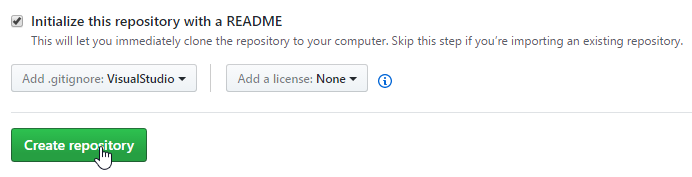 Initialize this repository with a README
This will let you immediately clone the repository to your computer. Skip this step if you're importing an existing repository.
Add .gitignore: VisualStudio
Add a license: None
Create repository